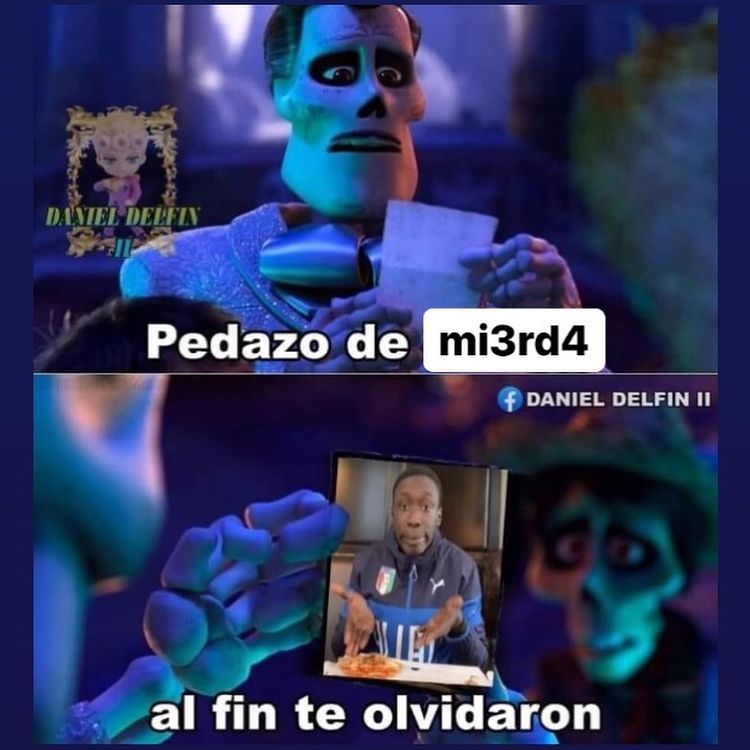 DANIEL DELFIN
II
Pedazo de mi3rd4
DANIEL DELFIN II
al fin te olvidaron